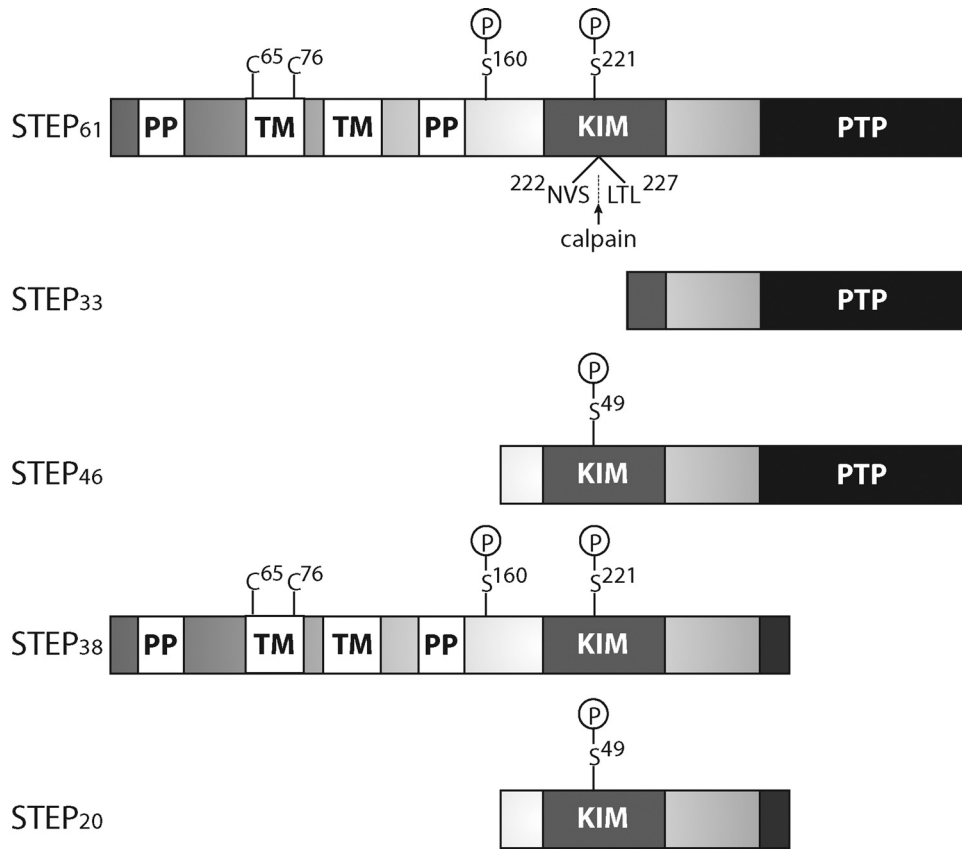 P P
C65 C76 S160 S221
STEP61 PP TM TM PP KIM PTP
222NVS LTL227
calpain
STEP33 PTP
P
S49
STEP46 KIM PTP
P P
C65 C76 S160 S221
STEP38 PP TM TM PP KIM
P
S49
STEP20 KIM